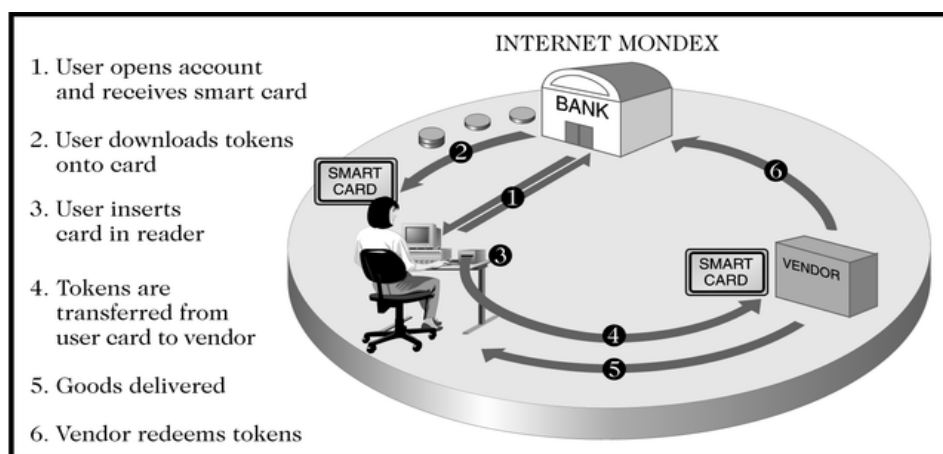 INTERNET MONDEX
1. User opens account
and receives smart card
2. User downloads tokens
onto card
3. User inserts
card in reader
4. Tokens are
transferred from
user card to vendor
5. Goods delivered
6. Vendor redeems tokens
BANK
2
6
SMART
CARD
1
3
SMART
CARD
VENDOR
4
5